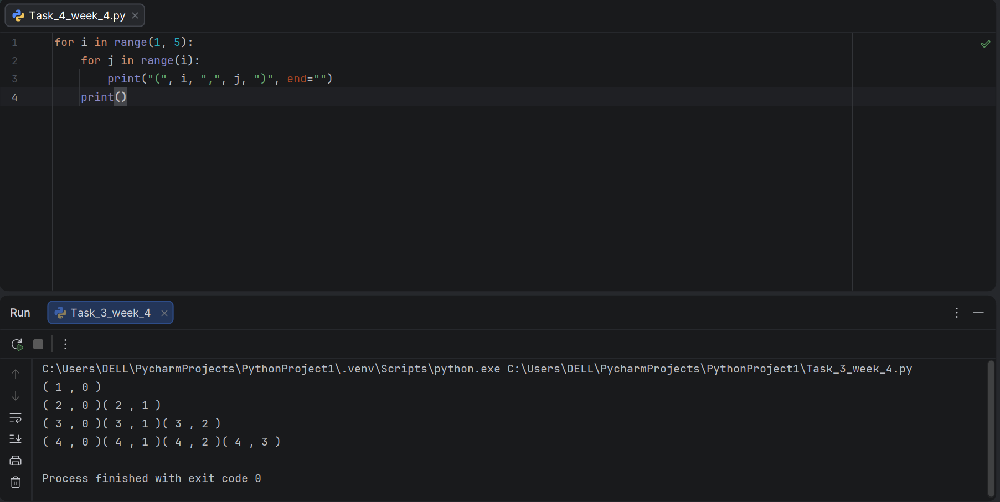 Task_4_week_4.py
1 for i in range(1, 5):
2     for j in range(i):
3         print("(", i, ",", j, ")", end="")
4     print()
Run Task_3_week_4
C:\Users\DELL\PycharmProjects\PythonProject1\.venv\Scripts\python.exe C:\Users\DELL\PycharmProjects\PythonProject1\Task_3_week_4.py
( 1 , 0 )
( 2 , 0 )( 2 , 1 )
( 3 , 0 )( 3 , 1 )( 3 , 2 )
( 4 , 0 )( 4 , 1 )( 4 , 2 )( 4 , 3 )
Process finished with exit code 0